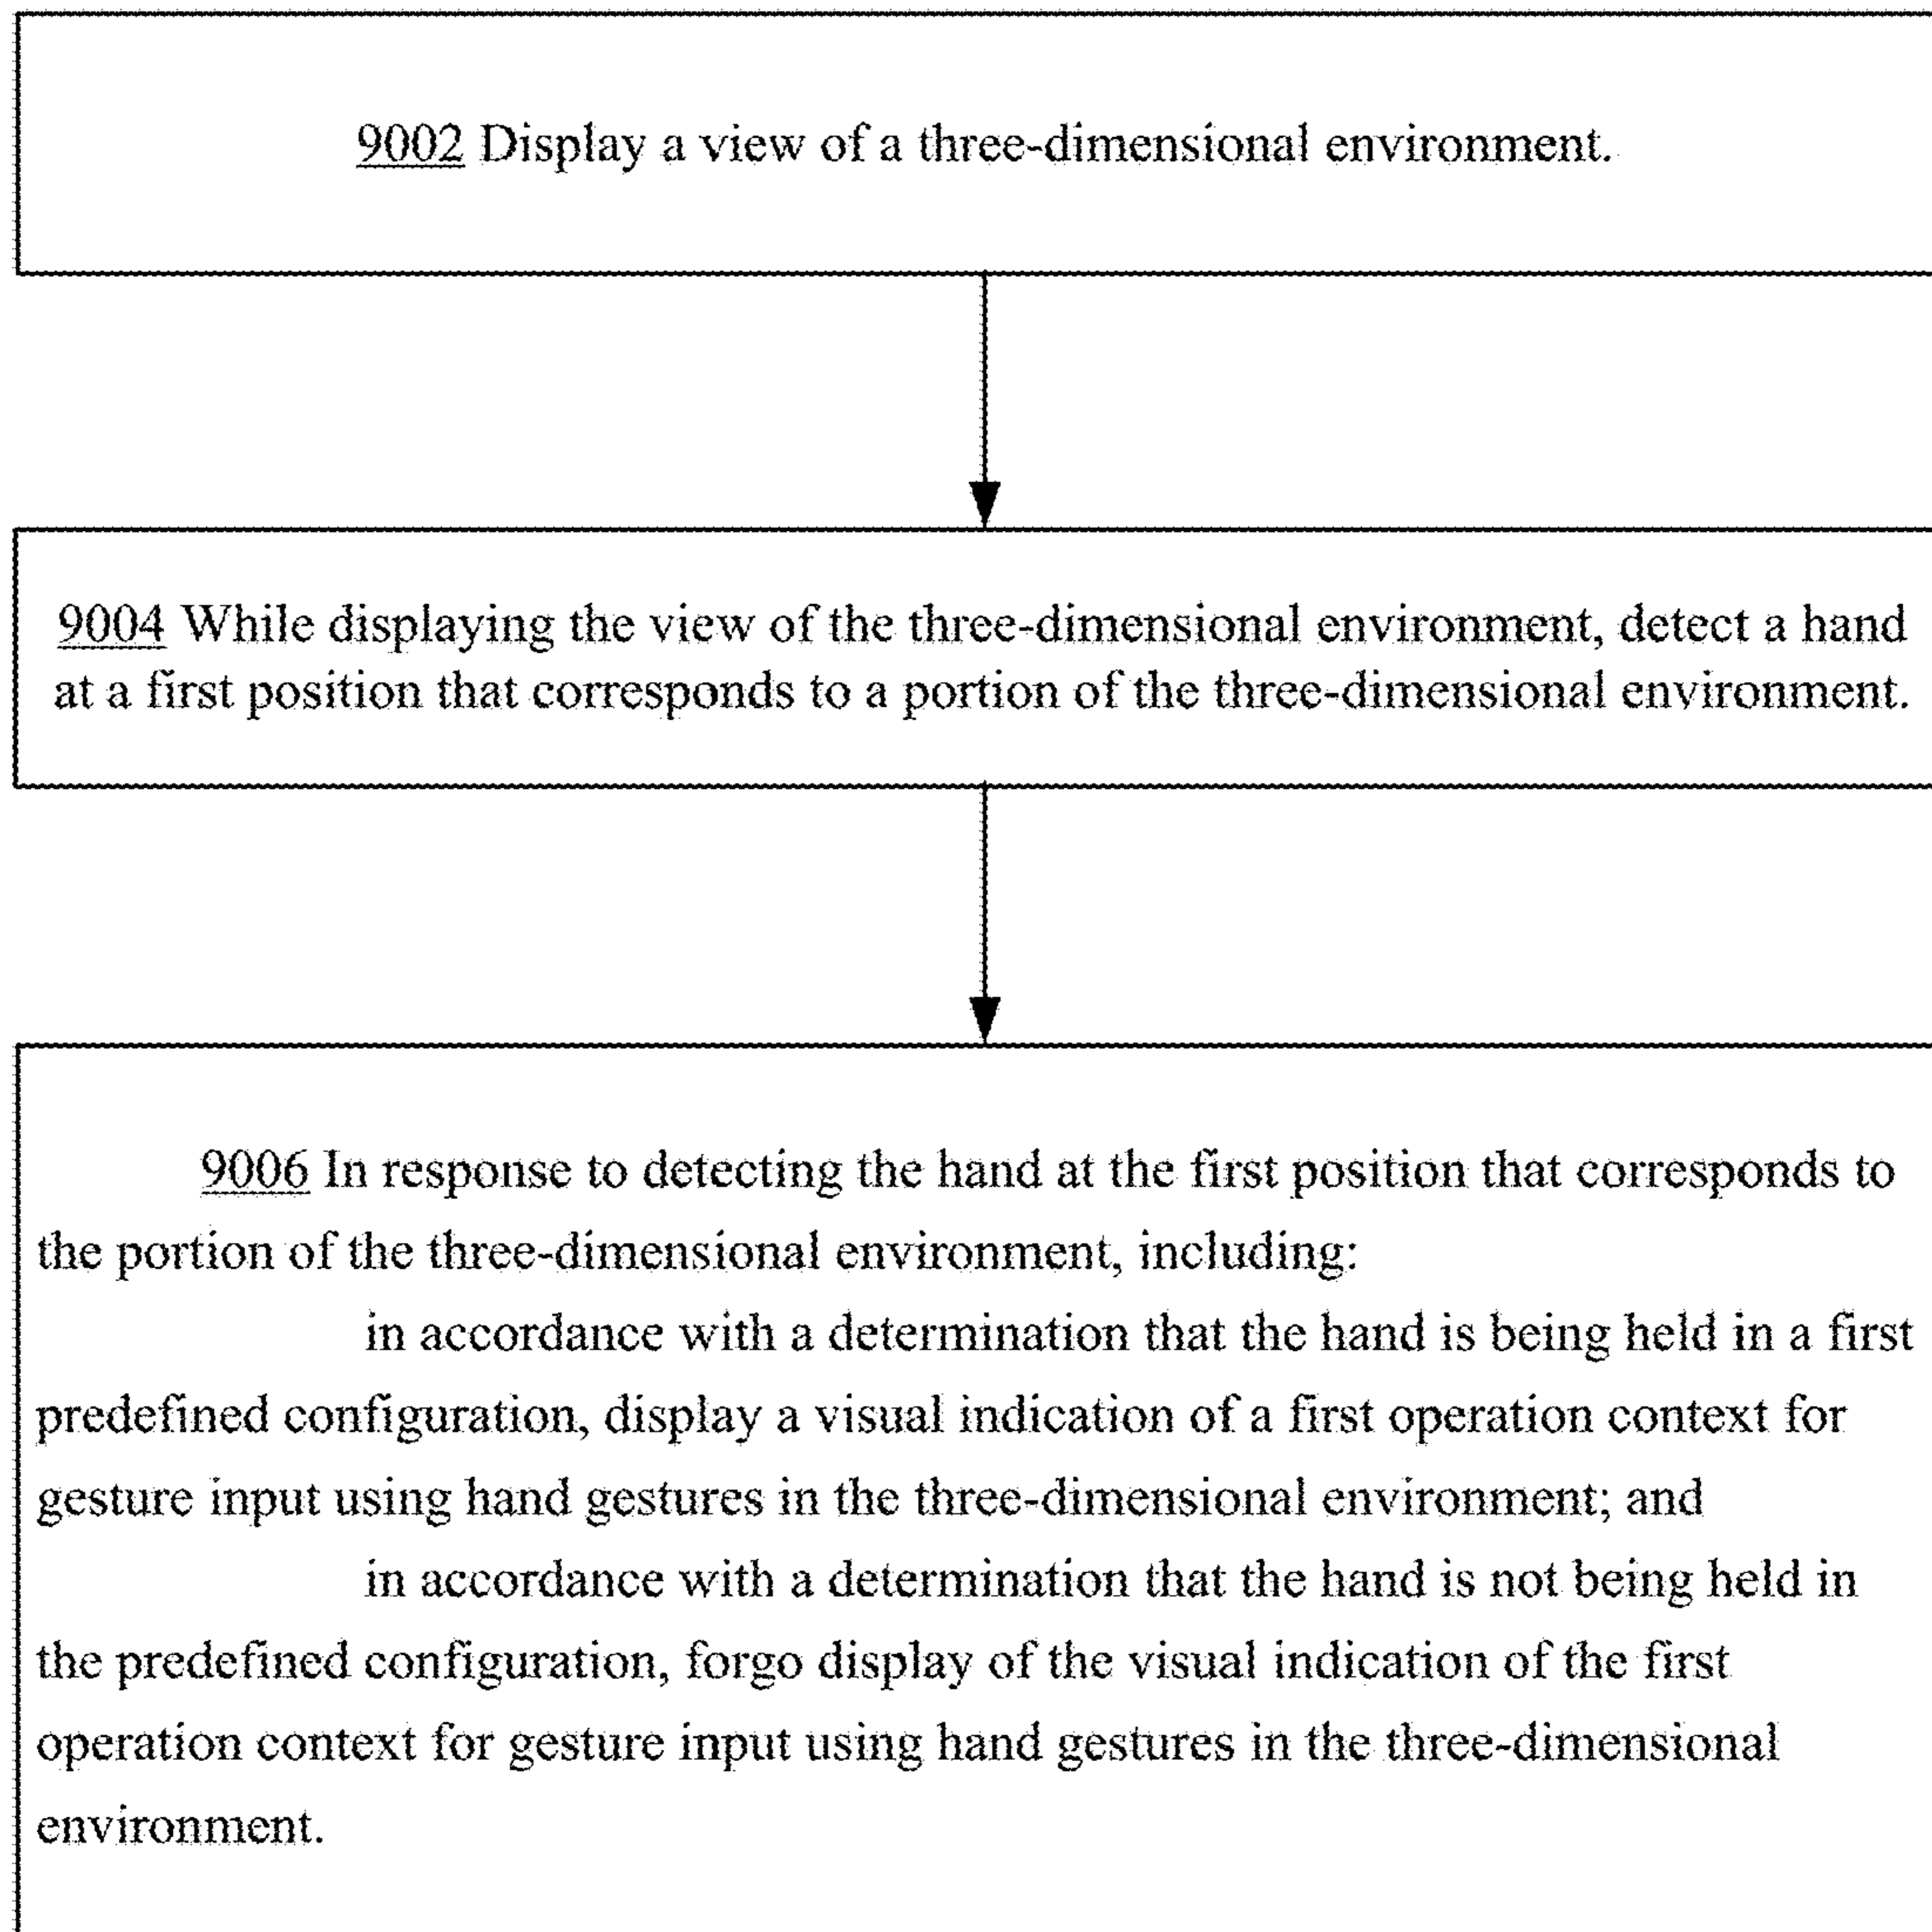 9002 Display a view of a three-dimensional environment.
9004 While displaying the view of the three-dimensional environment, detect a hand
at a first position that corresponds to a portion of the three-dimensional environment.
9006 In response to detecting the hand at the first position that corresponds to
the portion of the three-dimensional environment, including:
in accordance with a determination that the hand is being held in a first
predefined configuration, display a visual indication of a first operation context for
gesture input using hand gestures in the three-dimensional environment; and
in accordance with a determination that the hand is not being held in
the predefined configuration, forgo display of the visual indication of the first
operation context for gesture input using hand gestures in the three-dimensional
environment.